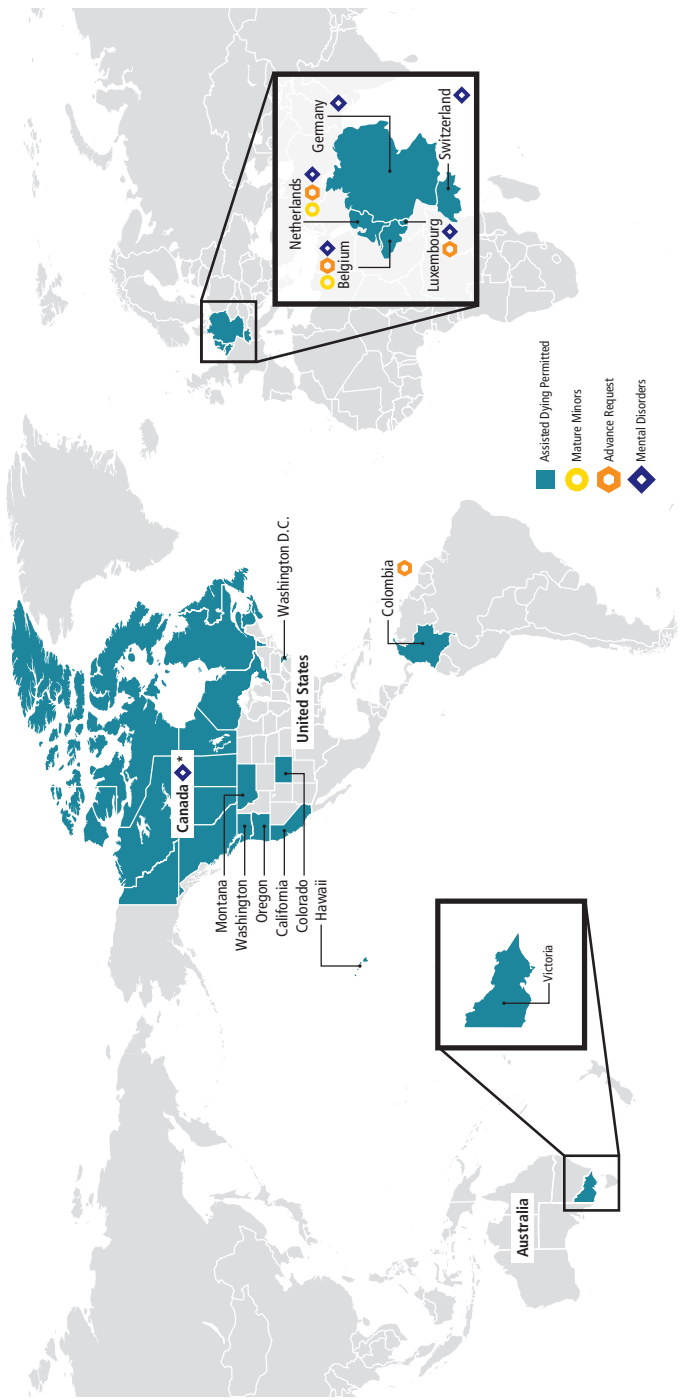 Canada *
Montana
Washington
Oregon
California
Colorado
Hawaii
United States
Washington D.C.
Colombia
Netherlands
Belgium
Germany
Luxembourg
Switzerland
Australia
Victoria
Assisted Dying Permitted
Mature Minors
Advance Request
Mental Disorders